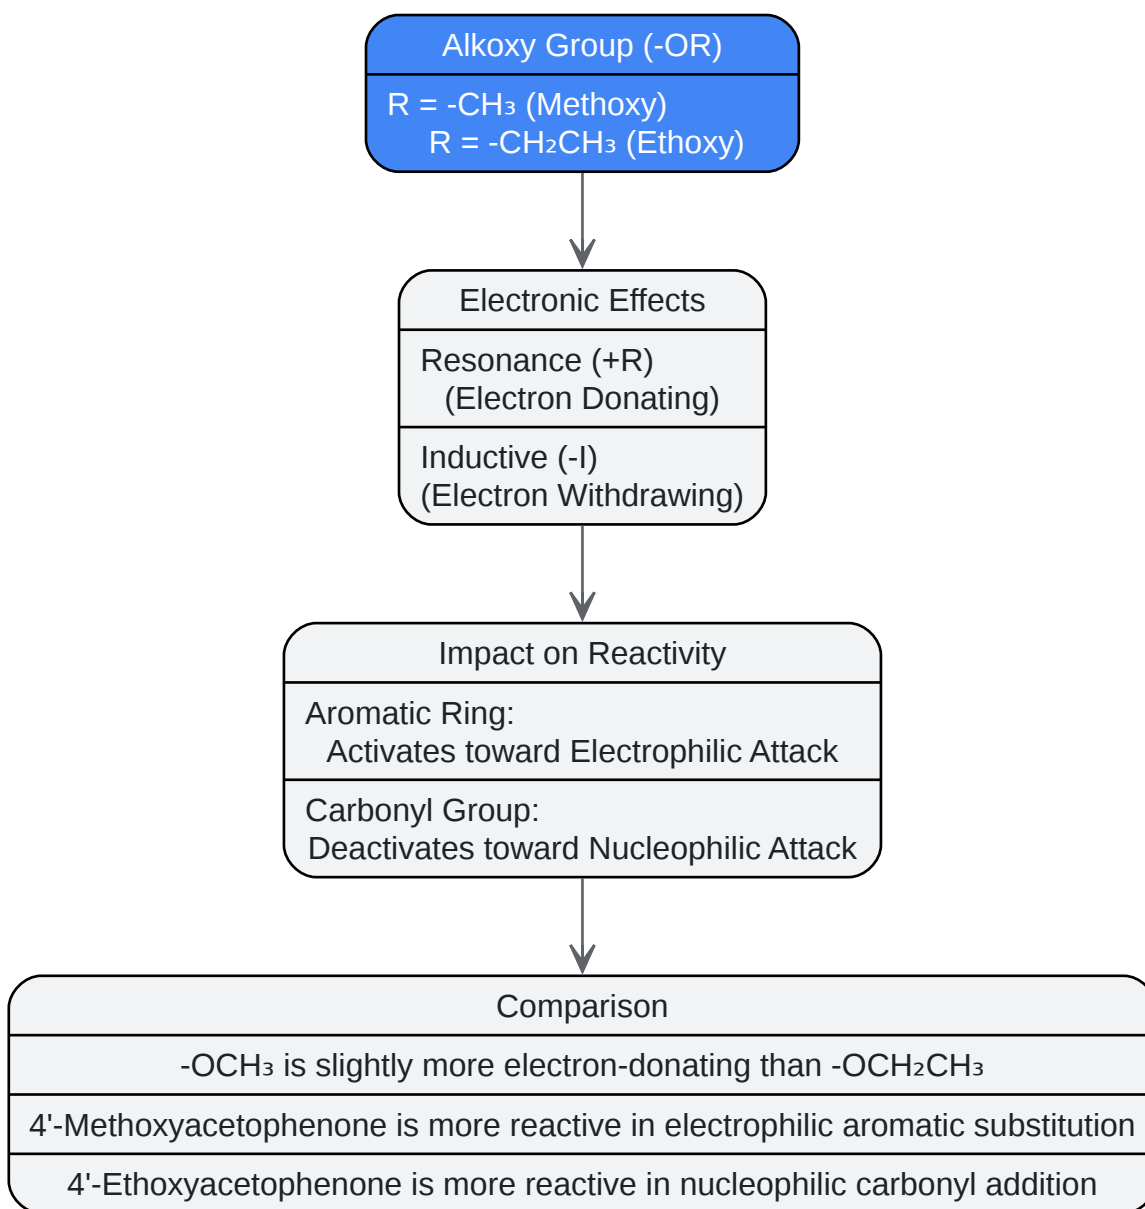 Alkoxy Group (-OR)
R = -CH₃ (Methoxy)
R = -CH₂CH₃ (Ethoxy)
Electronic Effects
Resonance (+R)
(Electron Donating)
Inductive (-I)
(Electron Withdrawing)
Impact on Reactivity
Aromatic Ring:
Activates toward Electrophilic Attack
Carbonyl Group:
Deactivates toward Nucleophilic Attack
Comparison
-OCH₃ is slightly more electron-donating than -OCH₂CH₃
4'-Methoxyacetophenone is more reactive in electrophilic aromatic substitution
4'-Ethoxyacetophenone is more reactive in nucleophilic carbonyl addition